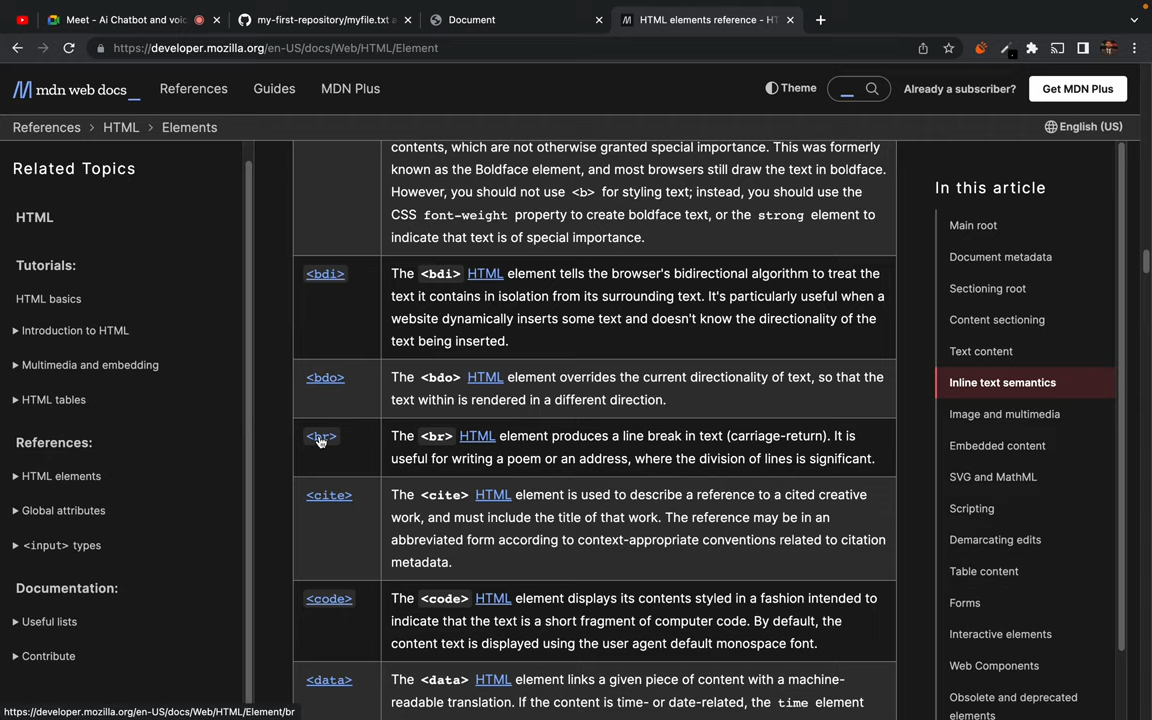 Meet - Ai Chatbot and voic
my-first-repository/myfile.txt a
Document
HTML elements reference - HT
https://developer.mozilla.org/en-US/docs/Web/HTML/Element
mdn web docs_
References
Guides
MDN Plus
Theme
Already a subscriber?
Get MDN Plus
References > HTML > Elements
English (US)
Related Topics
HTML
Tutorials:
HTML basics
Introduction to HTML
Multimedia and embedding
HTML tables
References:
HTML elements
Global attributes
<input> types
Documentation:
Useful lists
Contribute
contents, which are not otherwise granted special importance. This was formerly
known as the Boldface element, and most browsers still draw the text in boldface.
However, you should not use <b> for styling text; instead, you should use the
CSS font-weight property to create boldface text, or the strong element to
indicate that text is of special importance.
<bdi>
The <bdi> HTML element tells the browser's bidirectional algorithm to treat the
text it contains in isolation from its surrounding text. It's particularly useful when a
website dynamically inserts some text and doesn't know the directionality of the
text being inserted.
<bdo>
The <bdo> HTML element overrides the current directionality of text, so that the
text within is rendered in a different direction.
<br>
The <br> HTML element produces a line break in text (carriage-return). It is
useful for writing a poem or an address, where the division of lines is significant.
<cite>
The <cite> HTML element is used to describe a reference to a cited creative
work, and must include the title of that work. The reference may be in an
abbreviated form according to context-appropriate conventions related to citation
metadata.
<code>
The <code> HTML element displays its contents styled in a fashion intended to
indicate that the text is a short fragment of computer code. By default, the
content text is displayed using the user agent default monospace font.
<data>
The <data> HTML element links a given piece of content with a machine-
readable translation. If the content is time- or date-related, the time element
In this article
Main root
Document metadata
Sectioning root
Content sectioning
Text content
Inline text semantics
Image and multimedia
Embedded content
SVG and MathML
Scripting
Demarcating edits
Table content
Forms
Interactive elements
Web Components
Obsolete and deprecated
elements
https://developer.mozilla.org/en-US/docs/Web/HTML/Element/br